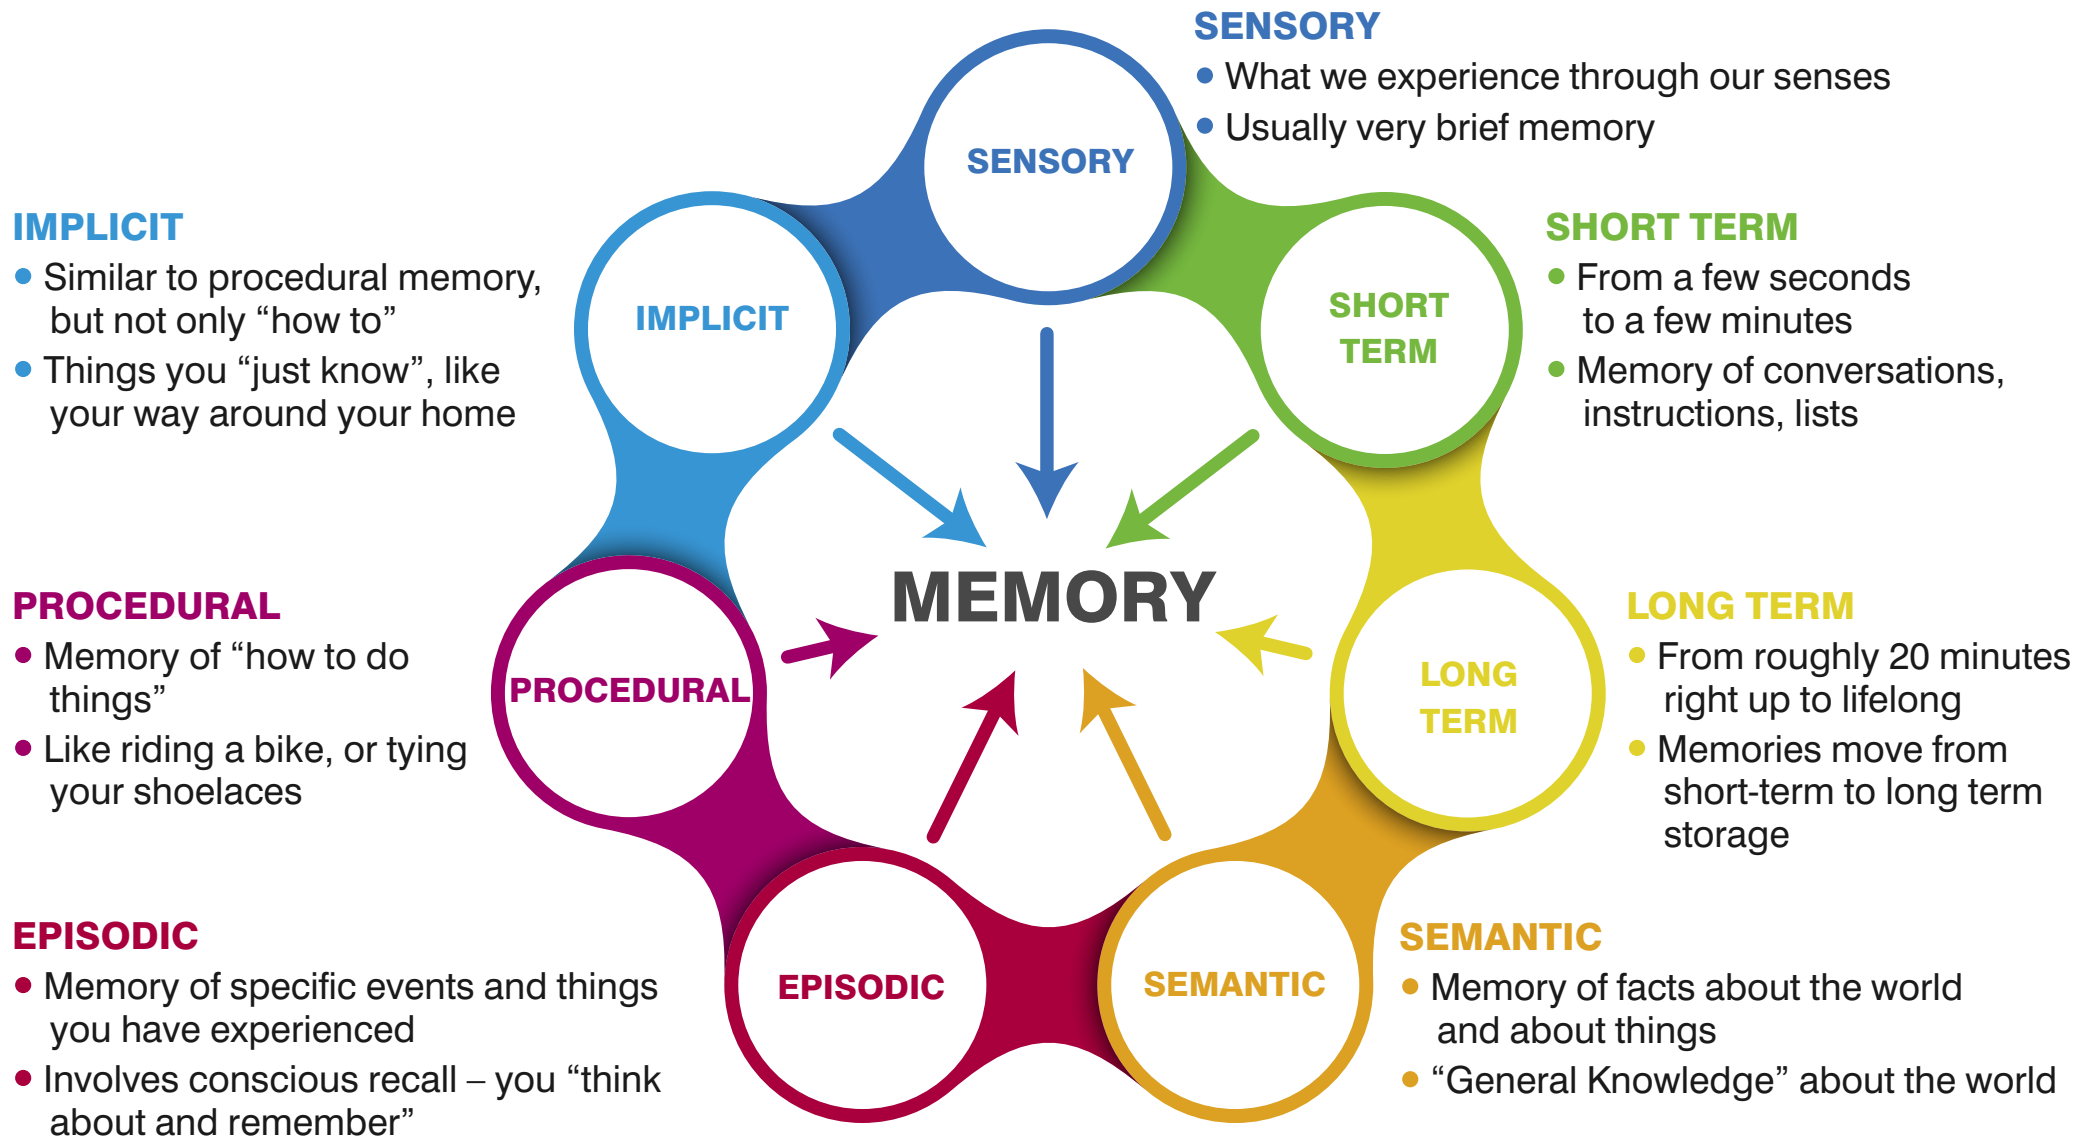 SENSORY
• What we experience through our senses
• Usually very brief memory
SENSORY
IMPLICIT
• Similar to procedural memory,
but not only “how to”
• Things you “just know”, like
your way around your home
IMPLICIT
SHORT
TERM
SHORT TERM
• From a few seconds
to a few minutes
• Memory of conversations,
instructions, lists
MEMORY
PROCEDURAL
• Memory of “how to do
things”
• Like riding a bike, or tying
your shoelaces
PROCEDURAL
LONG
TERM
LONG TERM
• From roughly 20 minutes
right up to lifelong
• Memories move from
short-term to long term
storage
EPISODIC
• Memory of specific events and things
you have experienced
• Involves conscious recall – you “think
about and remember”
EPISODIC
SEMANTIC
SEMANTIC
• Memory of facts about the world
and about things
• “General Knowledge” about the world